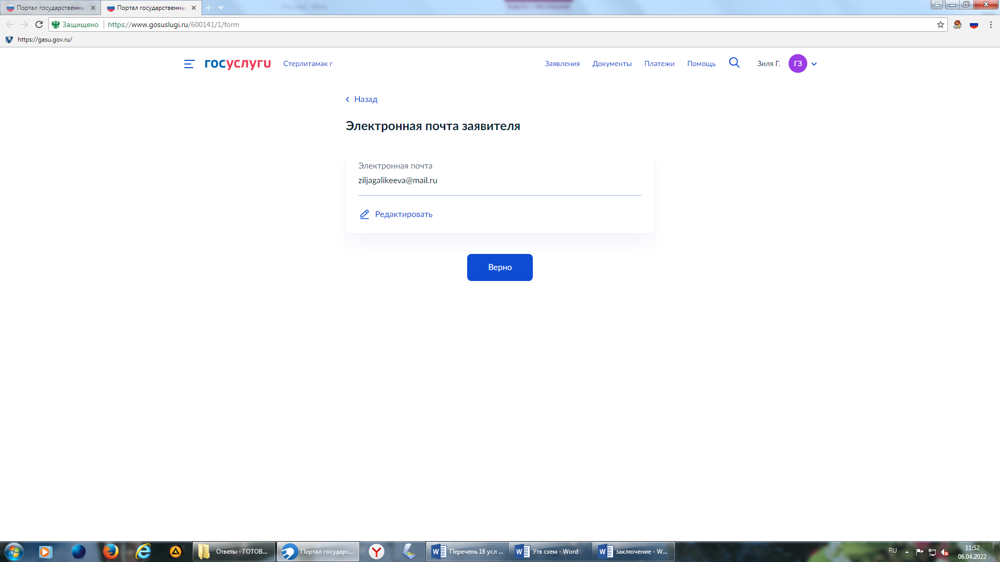 Портал государственны
Портал государственны
Защищено
https://www.gosuslugi.ru/600141/1/form
https://gasu.gov.ru/
госуслуги
Стерлитамак г
Заявления
Документы
Платежи
Помощь
Зиля Г.
ГЗ
Назад
Электронная почта заявителя
Электронная почта
ziljagalikeeva@mail.ru
Редактировать
Верно
Ответы - ГОТОВ...
Портал государс...
Перечень 18 усл ...
Утв схем - Word
заключение - W...
RU
11:52
06.04.2022